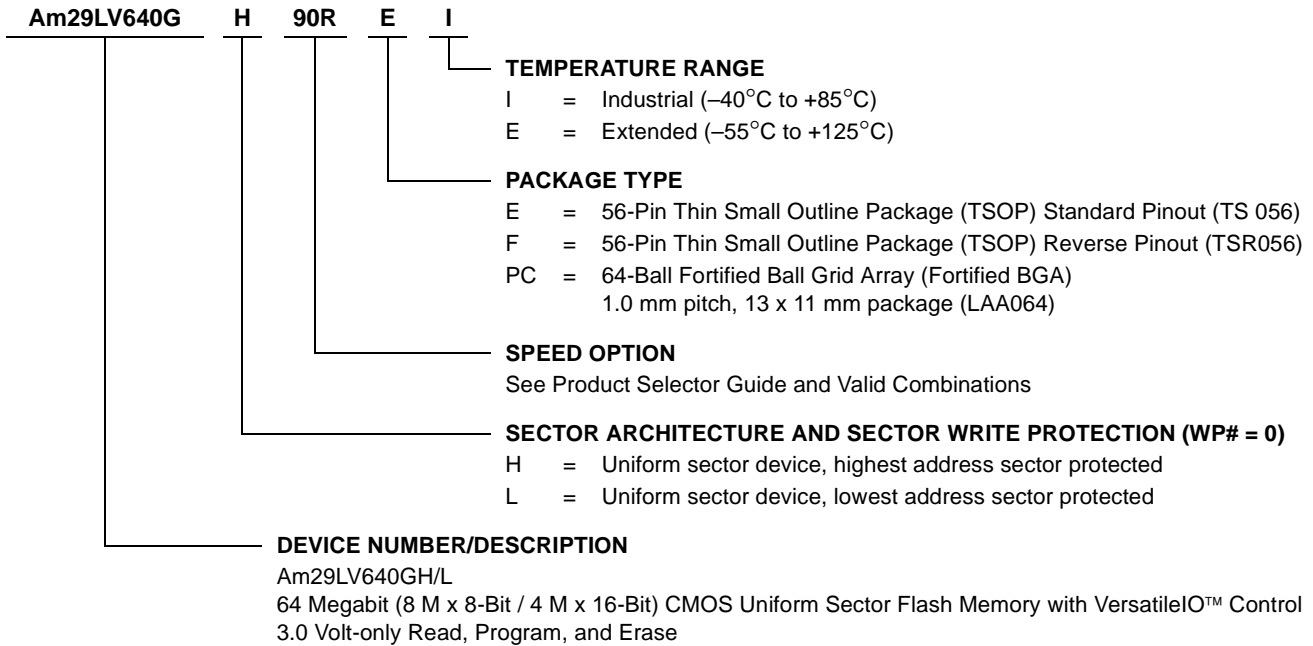 Am29LV640G H 90R E I
TEMPERATURE RANGE
I = Industrial (–40°C to +85°C)
E = Extended (–55°C to +125°C)
PACKAGE TYPE
E = 56-Pin Thin Small Outline Package (TSOP) Standard Pinout (TS 056)
F = 56-Pin Thin Small Outline Package (TSOP) Reverse Pinout (TSR056)
PC = 64-Ball Fortified Ball Grid Array (Fortified BGA)
1.0 mm pitch, 13 x 11 mm package (LAA064)
SPEED OPTION
See Product Selector Guide and Valid Combinations
SECTOR ARCHITECTURE AND SECTOR WRITE PROTECTION (WP# = 0)
H = Uniform sector device, highest address sector protected
L = Uniform sector device, lowest address sector protected
DEVICE NUMBER/DESCRIPTION
Am29LV640GH/L
64 Megabit (8 M x 8-Bit / 4 M x 16-Bit) CMOS Uniform Sector Flash Memory with VersatileIO™ Control
3.0 Volt-only Read, Program, and Erase